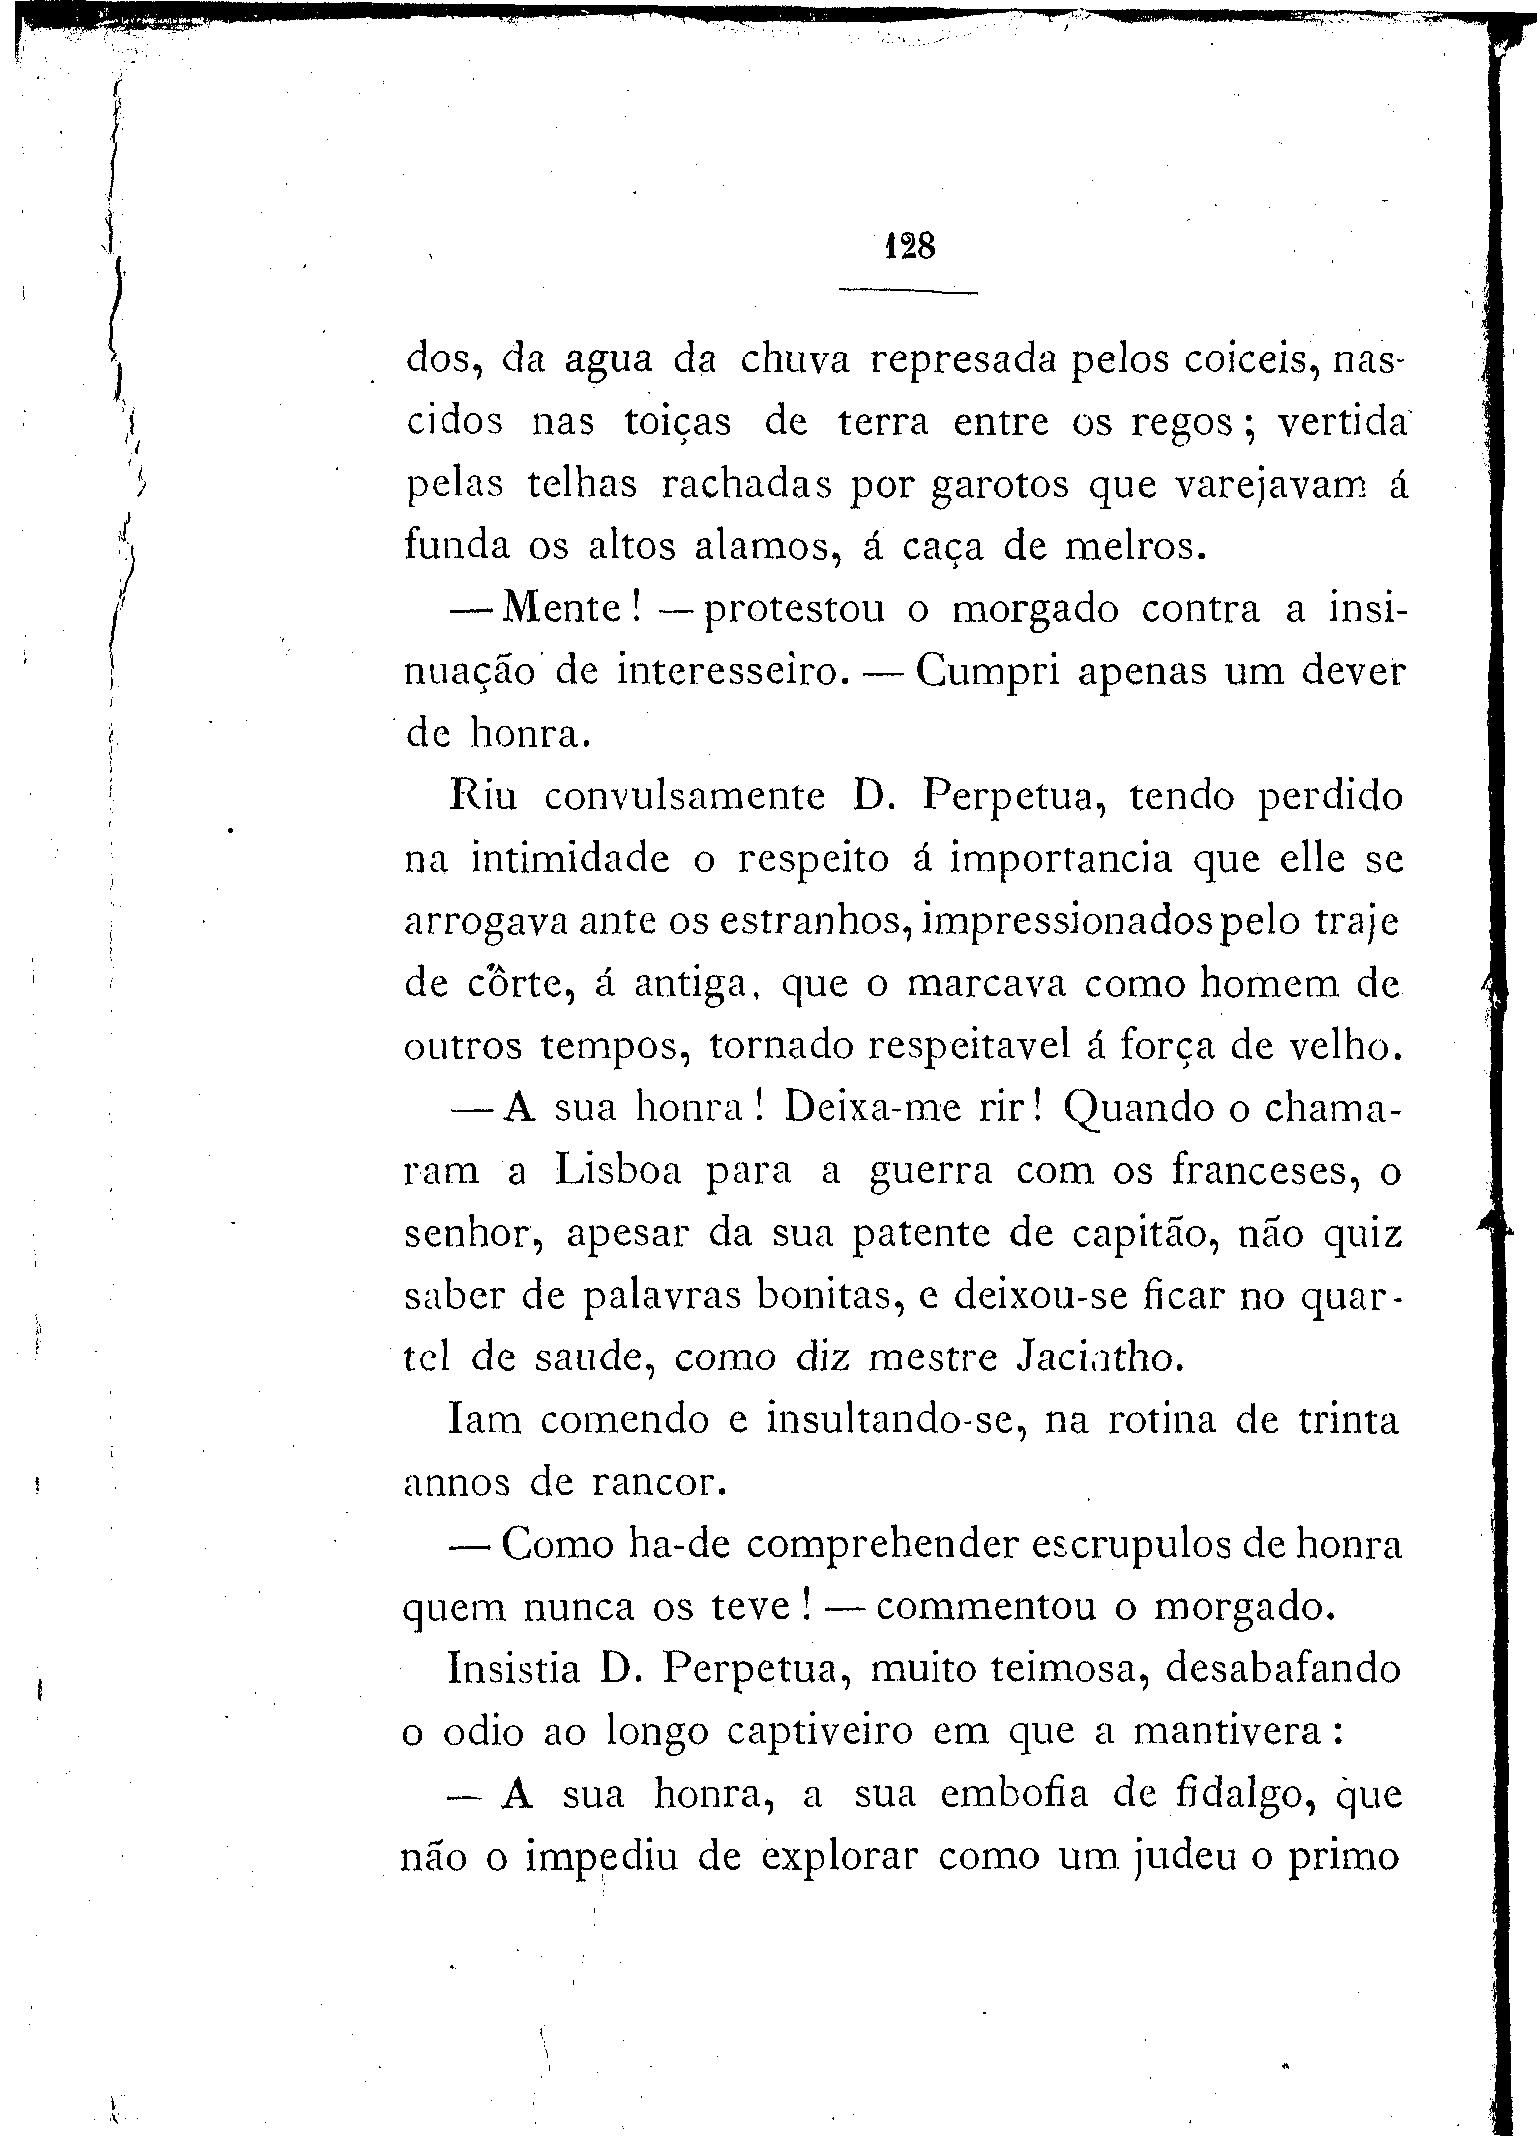 128
dos, da agua da chuva represada pelos coiceis, nas-
cidos nas toiças de terra entre os regos; vertida
pelas telhas rachadas por garotos que varejavam á
funda os altos alamos, á caça de melros.
— Mente! — protestou o morgado contra a insi-
nuação de interesseiro. — Cumpri apenas um dever
de honra.
Riu convulsamente D. Perpetua, tendo perdido
na intimidade o respeito á importancia que elle se
arrogava ante os estranhos, impressionados pelo traje
de côrte, á antiga, que o marcava como homem de
outros tempos, tornado respeitavel á força de velho.
— A sua honra! Deixa-me rir! Quando o chama-
ram a Lisboa para a guerra com os franceses, o
senhor, apesar da sua patente de capitão, não quiz
saber de palavras bonitas, e deixou-se ficar no quar-
tel de saude, como diz mestre Jacintho.
Iam comendo e insultando-se, na rotina de trinta
annos de rancor.
— Como ha-de comprehender escrupulos de honra
quem nunca os teve! — commentou o morgado.
Insistia D. Perpetua, muito teimosa, desabafando
o odio ao longo captiveiro em que a mantivera:
— A sua honra, a sua embofia de fidalgo, que
não o impediu de explorar como um judeu o primo